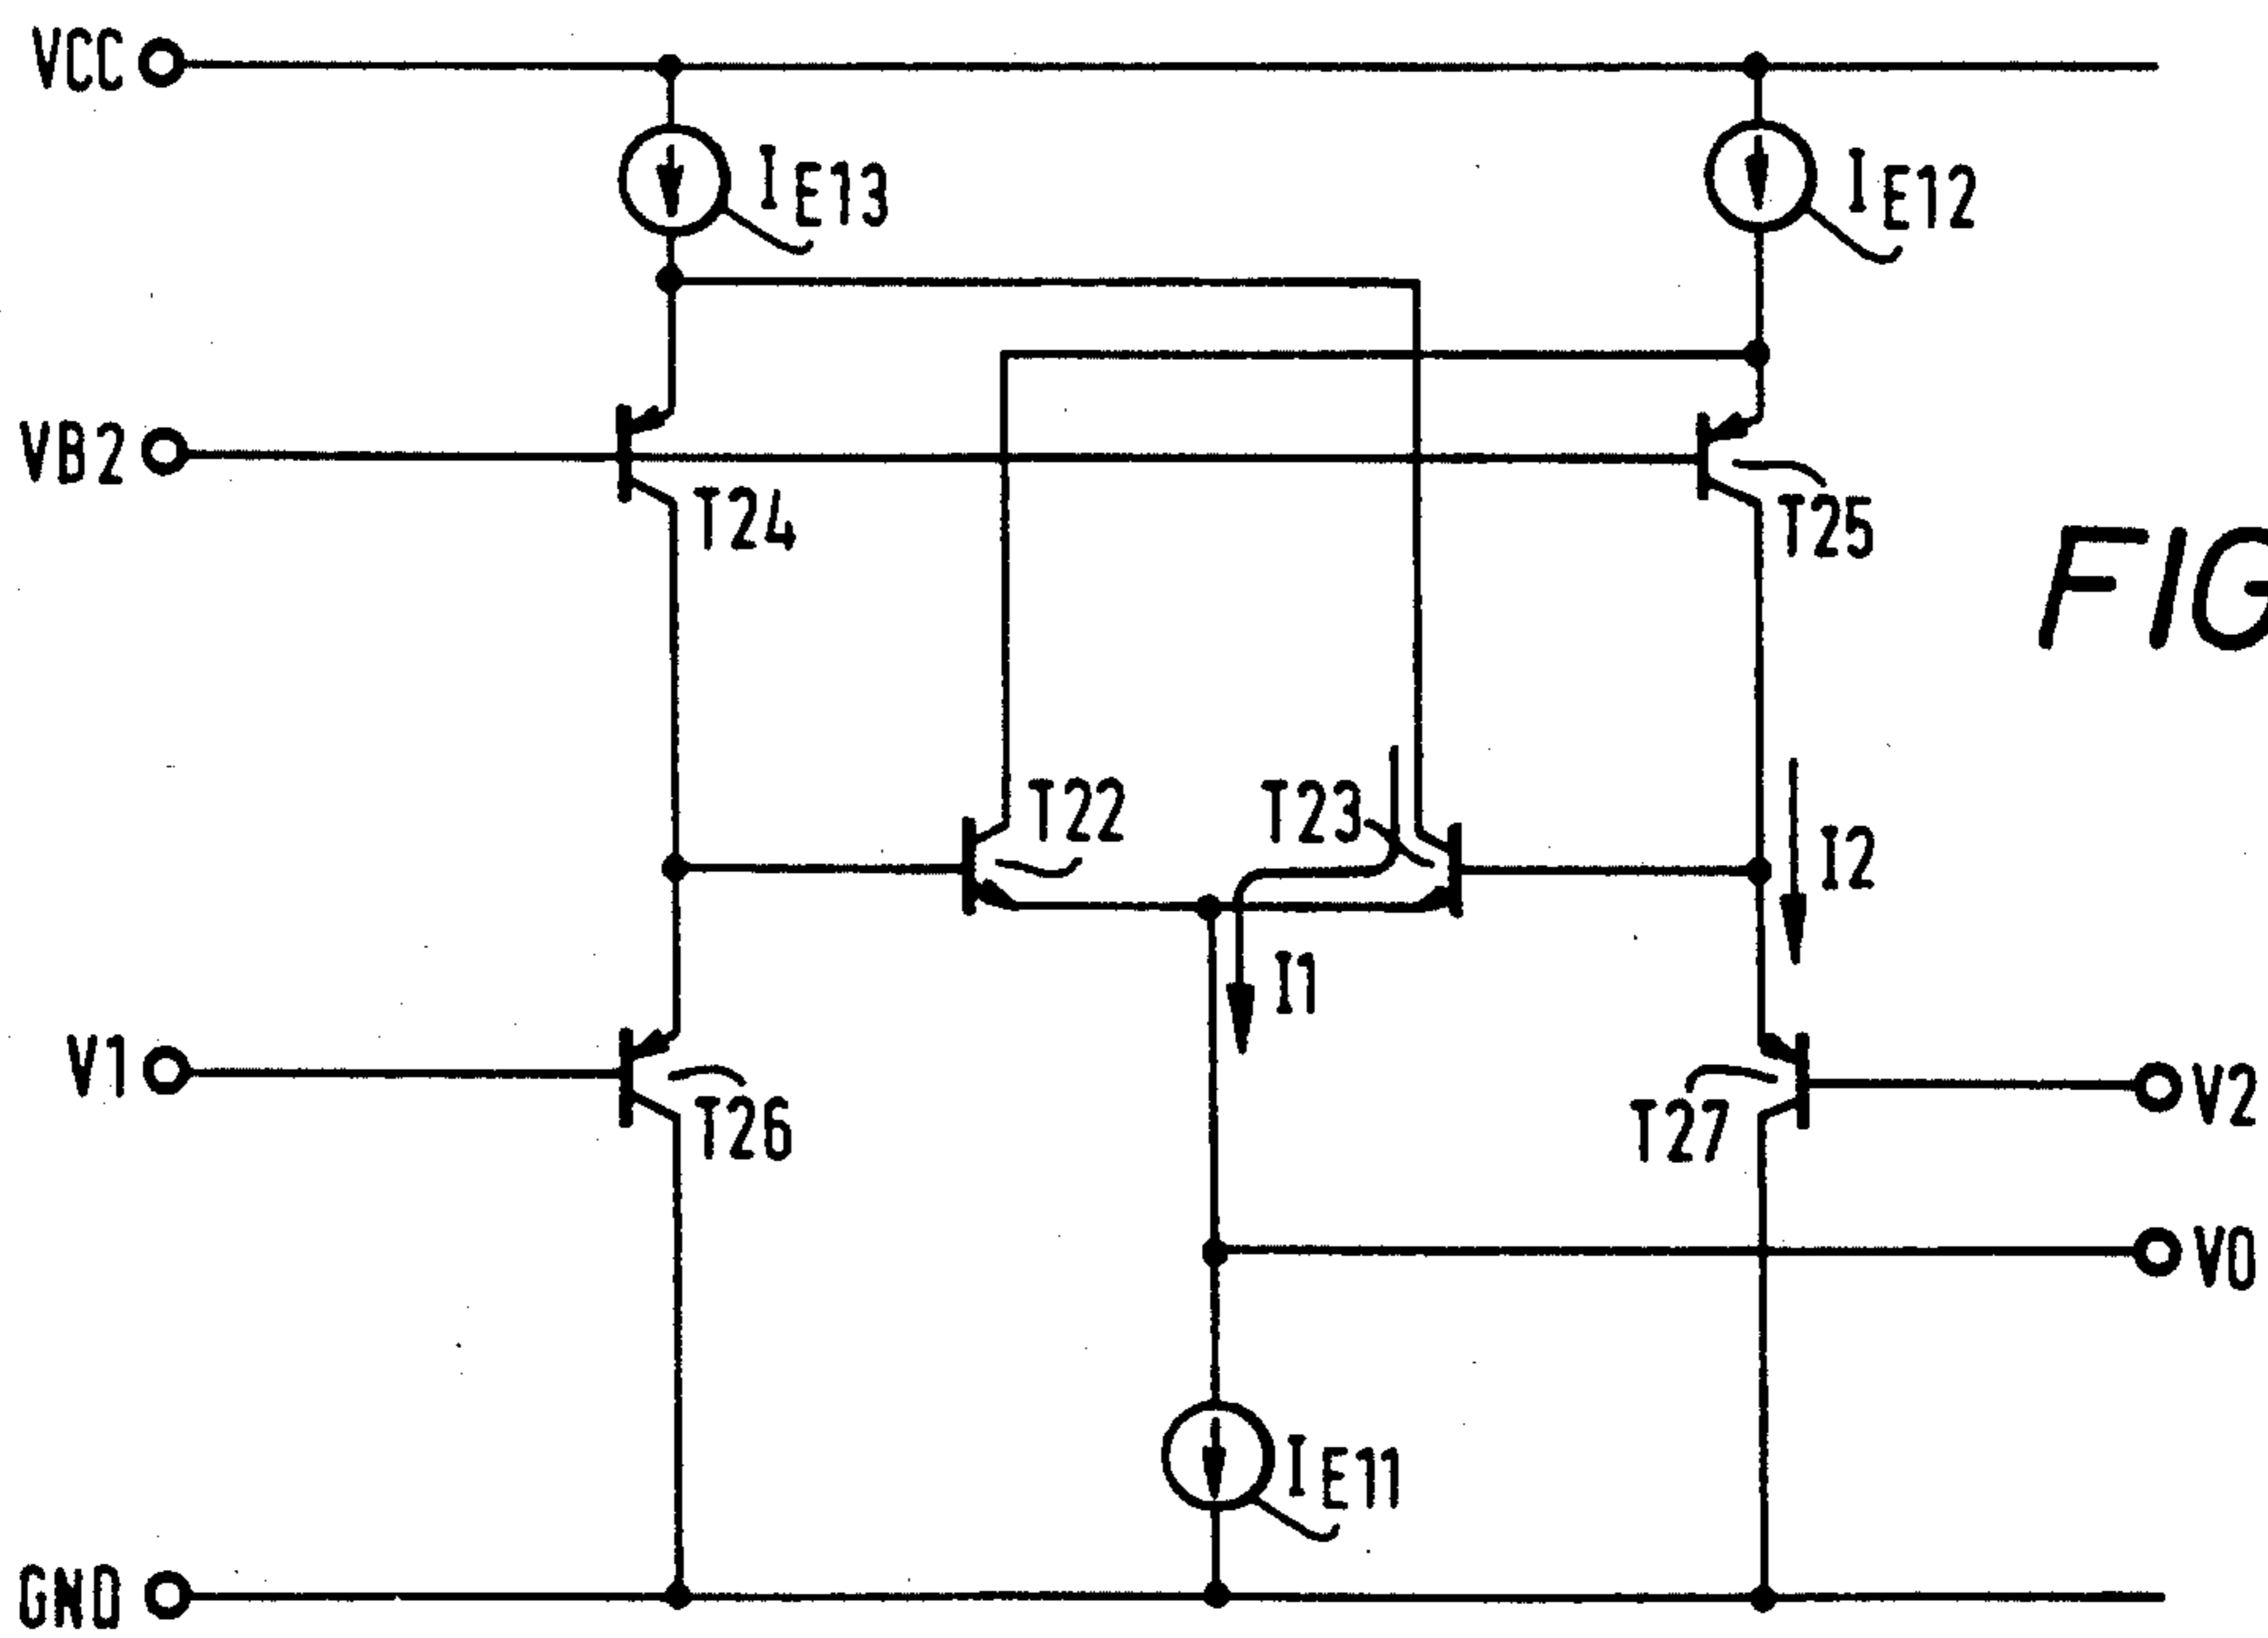 VCC
IE13
IE12
VB2
T24
T25
FIG
T22
T23
I2
I1
V1
T26
T27
V2
V0
IE11
GND